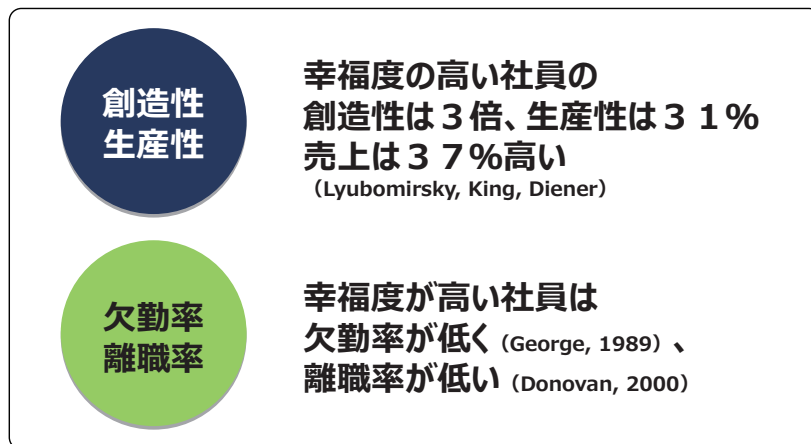 創造性
生産性
幸福度の高い社員の
創造性は３倍、生産性は３１％
売上は３７％高い
（Lyubomirsky, King, Diener）
欠勤率
離職率
幸福度が高い社員は
欠勤率が低く（George, 1989）、
離職率が低い（Donovan, 2000）